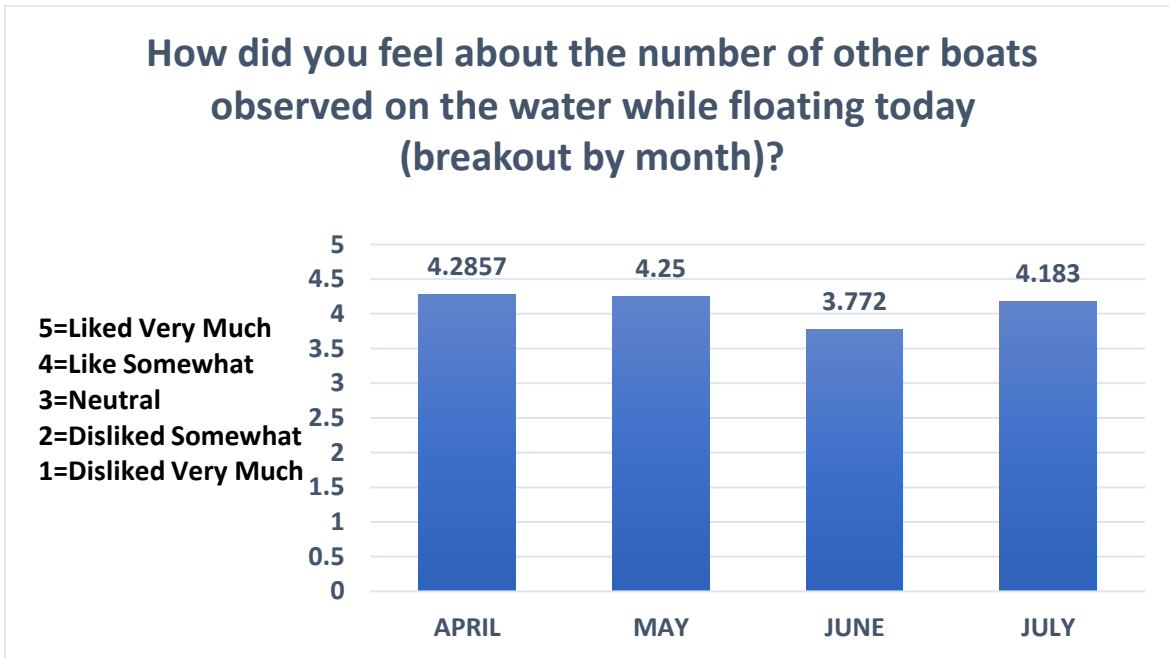 How did you feel about the number of other boats
observed on the water while floating today
(breakout by month)?
5=Liked Very Much
4=Like Somewhat
3=Neutral
2=Disliked Somewhat
1=Disliked Very Much
5
4.5
4
3.5
3
2.5
2
1.5
1
0.5
0
4.2857
4.25
3.772
4.183
APRIL
MAY
JUNE
JULY